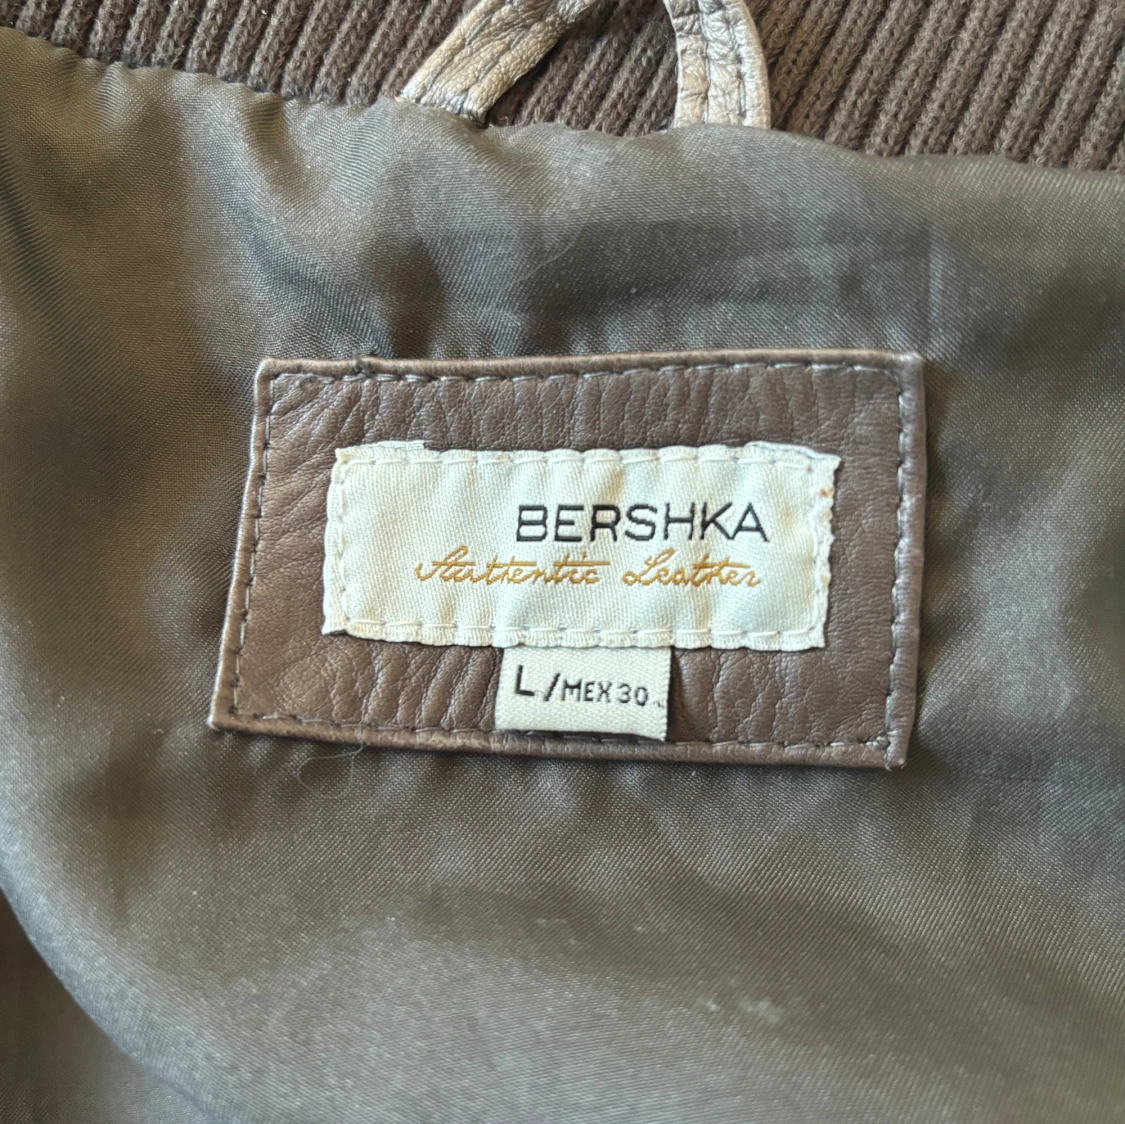 BERSHKA
Authentic Leather
L/MEX 30